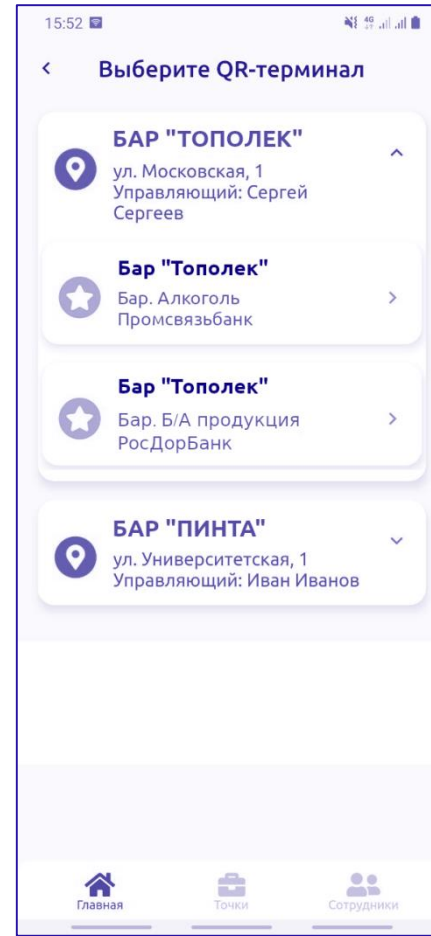 15:52 4G
Выберите QR-терминал
БАР "ТОПОЛЕК"
ул. Московская, 1
Управляющий: Сергей
Сергеев
Бар "Тополек"
Бар. Алкоголь
Промсвязьбанк
Бар "Тополек"
Бар. Б/А продукция
РосДорБанк
БАР "ПИНТА"
ул. Университетская, 1
Управляющий: Иван Иванов
Главная Точки Сотрудники